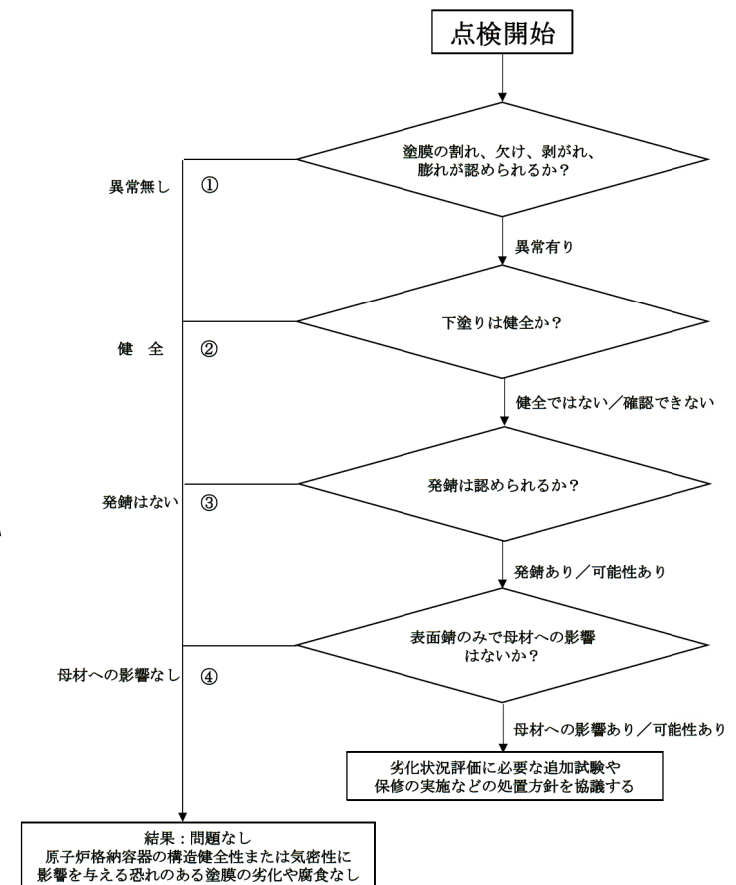 点検開始
塗膜の割れ、欠け、剥がれ、
膨れが認められるか？
異常無し
①
異常有り
下塗りは健全か？
健 全
②
健全ではない／確認できない
発錆は認められるか？
発錆はない
③
発錆あり／可能性あり
表面錆のみで母材への影響
はないか？
母材への影響なし
④
母材への影響あり／可能性あり
劣化状況評価に必要な追加試験や
保修の実施などの処置方針を協議する
結果：問題なし
原子炉格納容器の構造健全性または気密性に
影響を与える恐れのある塗膜の劣化や腐食なし